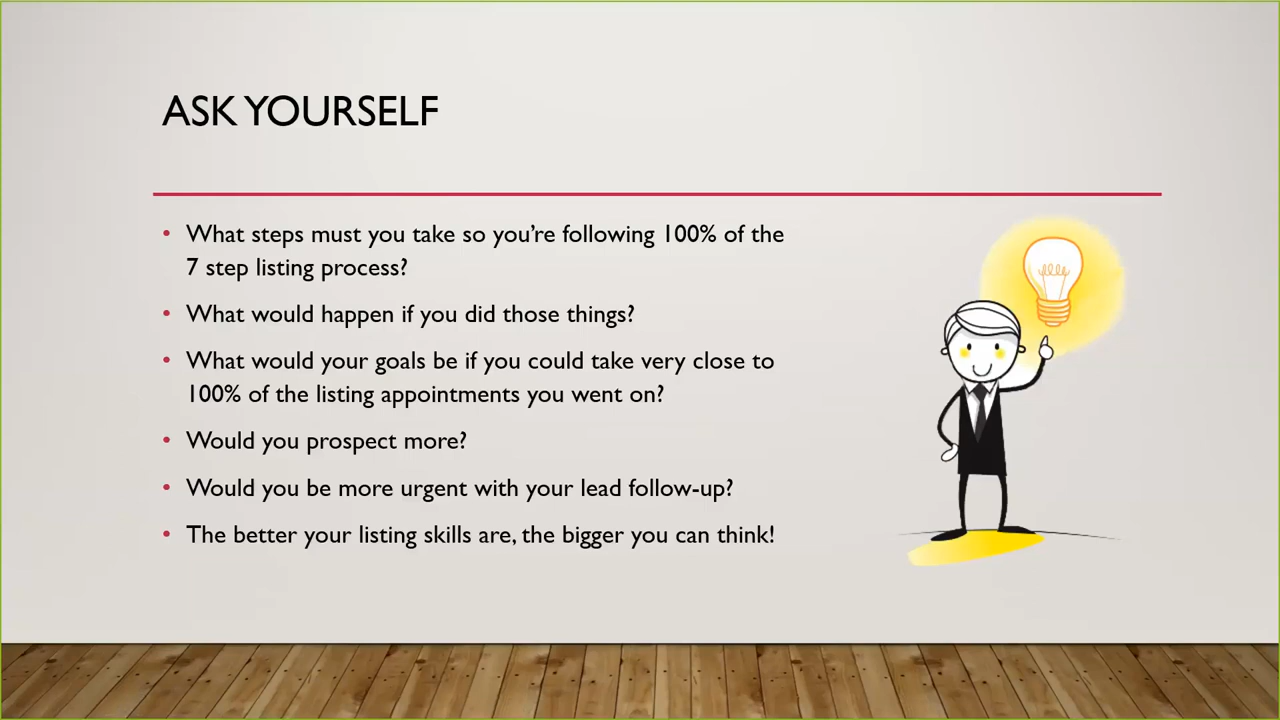 ASK YOURSELF
• What steps must you take so you’re following 100% of the
7 step listing process?
• What would happen if you did those things?
• What would your goals be if you could take very close to
100% of the listing appointments you went on?
• Would you prospect more?
• Would you be more urgent with your lead follow-up?
• The better your listing skills are, the bigger you can think!